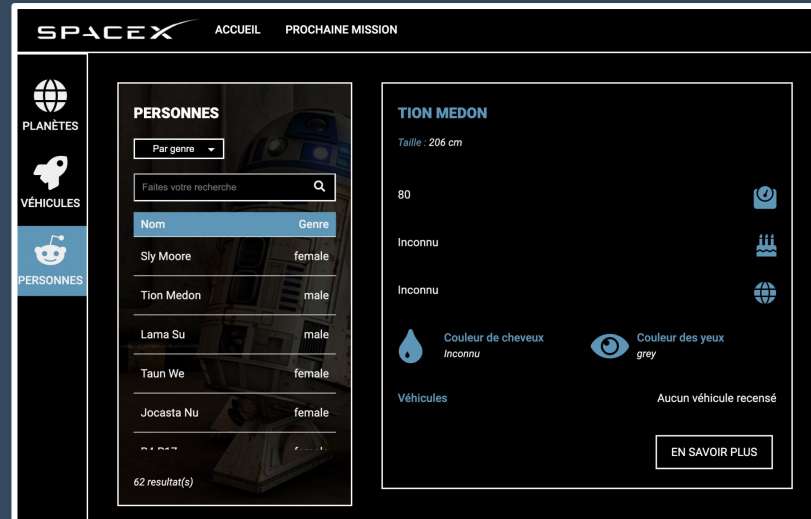 SPACEX
ACCUEIL
PROCHAINE MISSION
PLANÈTES
VÉHICULES
PERSONNES
PERSONNES
Par genre
Faites votre recherche
Nom Genre
Sly Moore female
Tion Medon male
Lama Su male
Taun We female
Jocasta Nu female
62 resultat(s)
TION MEDON
Taille : 206 cm
80
Inconnu
Inconnu
Couleur de cheveux
Inconnu
Couleur des yeux
grey
Véhicules Aucun véhicule recensé
EN SAVOIR PLUS